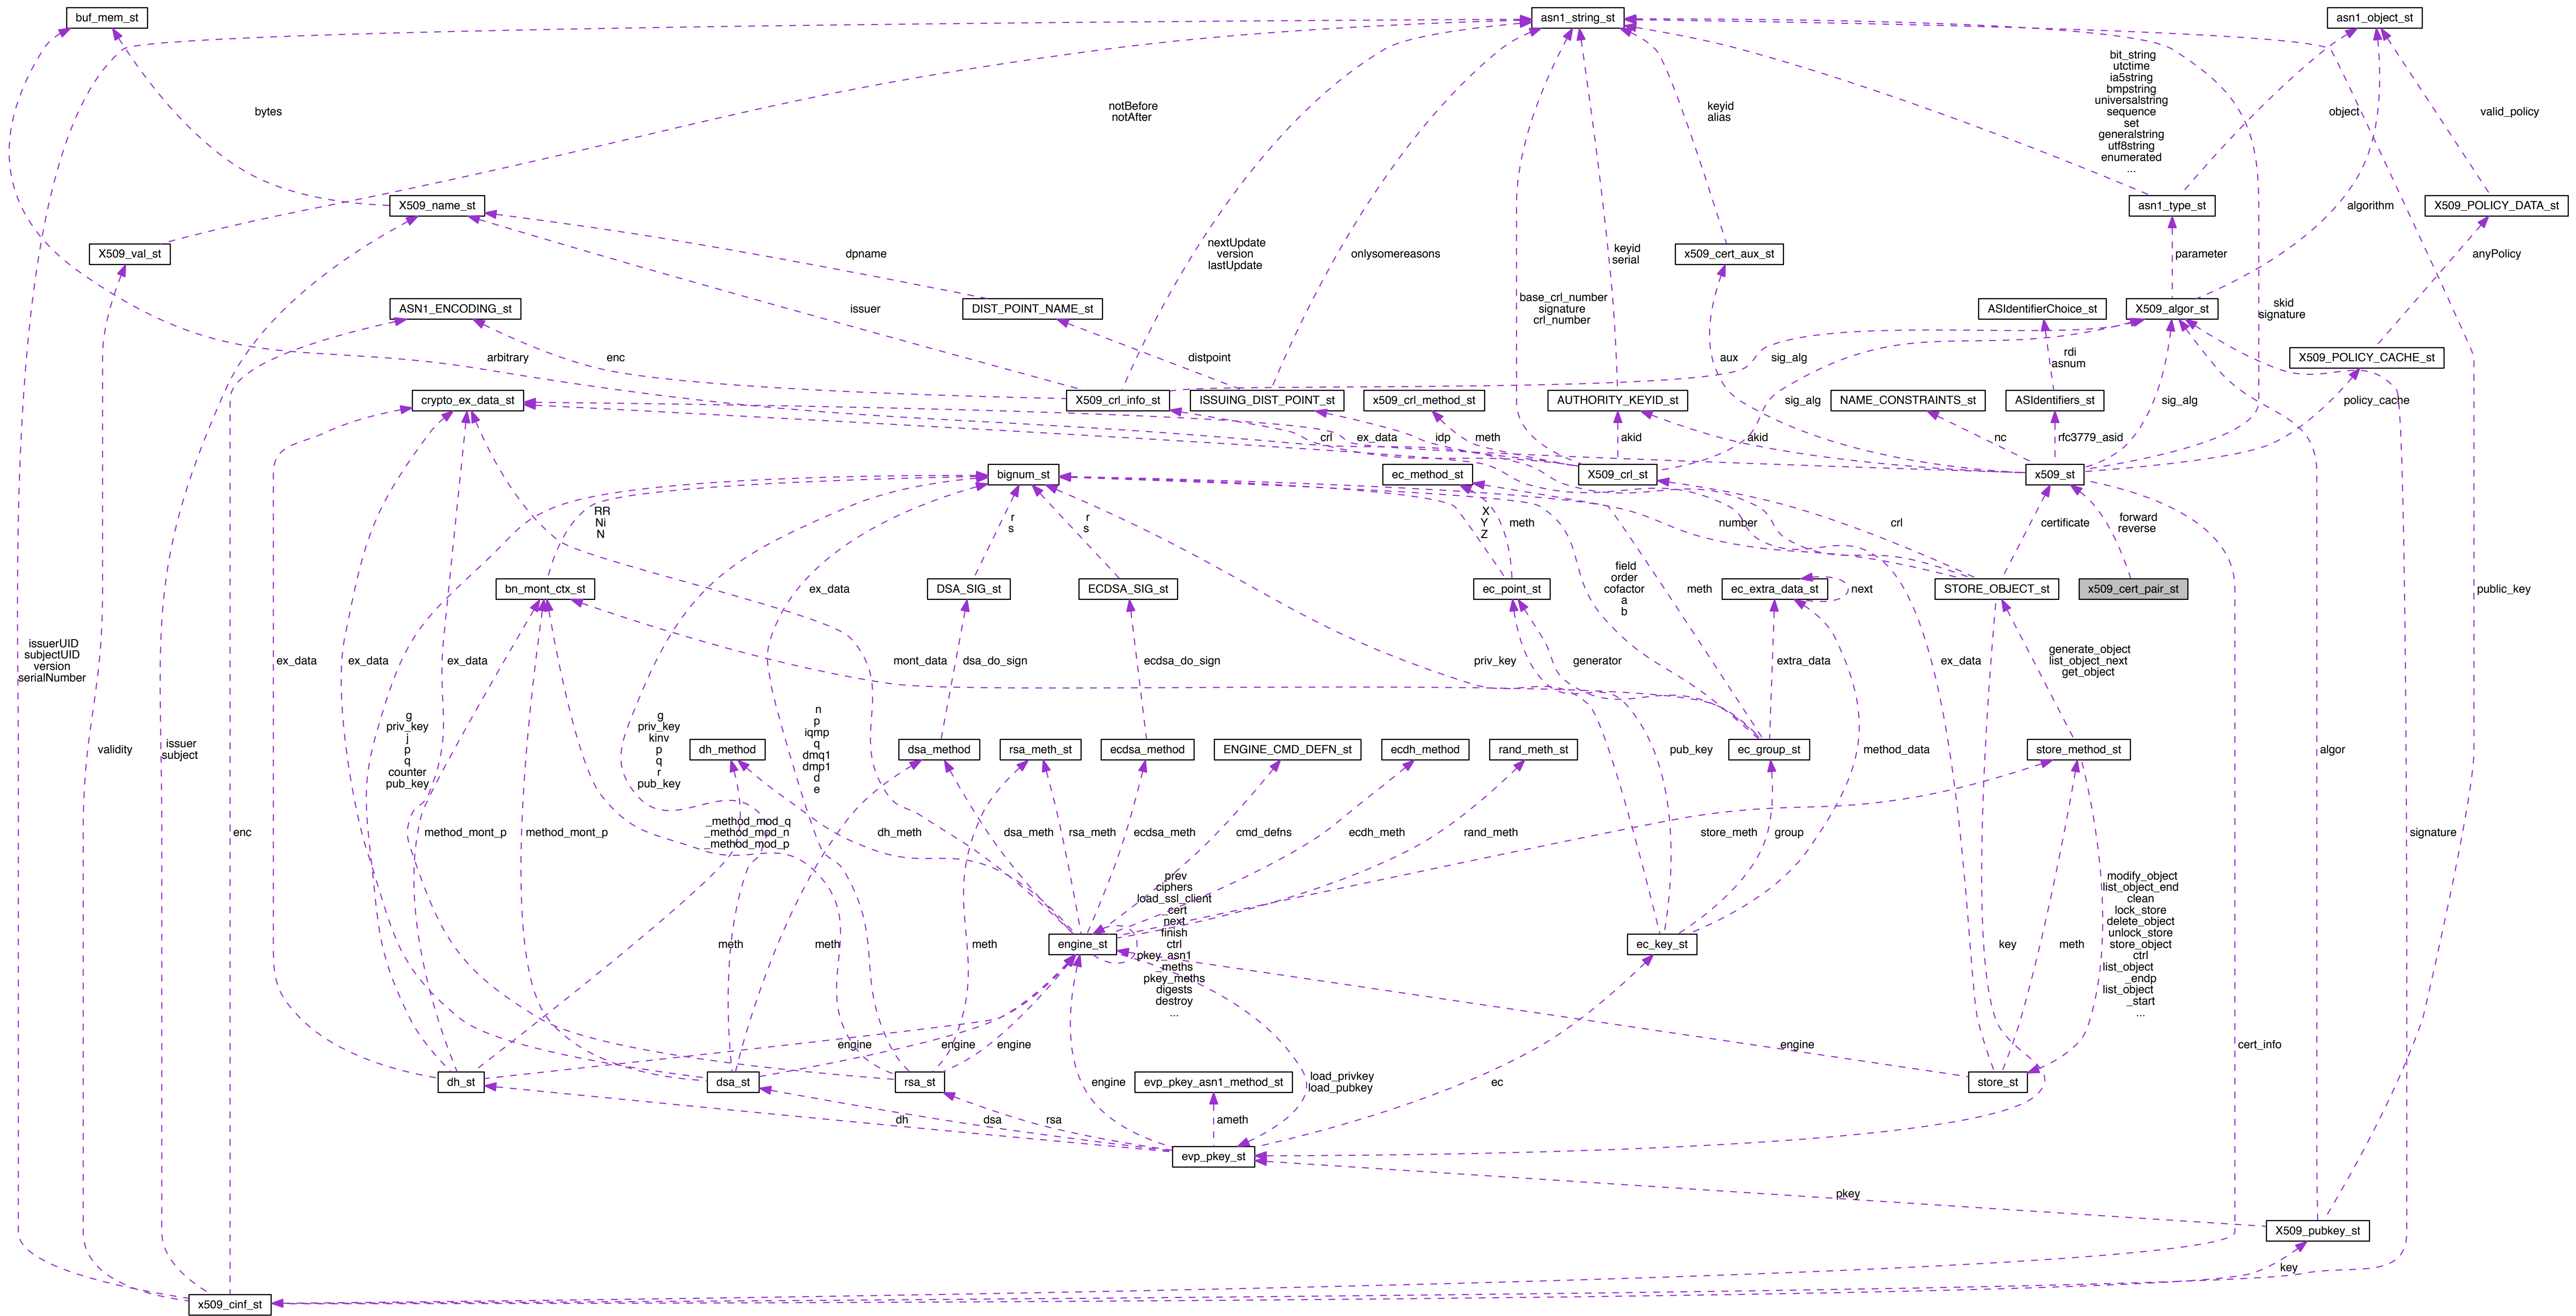 buf_mem_st
asn1_string_st
asn1_object_st
bit_string
utctime
ia5string
bmpstring
universalstring
sequence
set
generalstring
utf8string
enumerated
...
bytes
notBefore
notAfter
keyid
alias
object
valid_policy
X509_name_st
asn1_type_st
X509_POLICY_DATA_st
algorithm
X509_val_st
dpname
nextUpdate
version
lastUpdate
onlysomereasons
keyid
serial
x509_cert_aux_st
parameter
anyPolicy
ASN1_ENCODING_st
issuer
DIST_POINT_NAME_st
base_crl_number
signature
crl_number
ASIdentifierChoice_st
X509_algor_st
skid
signature
arbitrary
enc
distpoint
aux
sig_alg
rdi
asnum
X509_POLICY_CACHE_st
crypto_ex_data_st
X509_crl_info_st
ISSUING_DIST_POINT_st
x509_crl_method_st
AUTHORITY_KEYID_st
sig_alg
NAME_CONSTRAINTS_st
ASIdentifiers_st
sig_alg
policy_cache
crl
ex_data
idp
meth
akid
akid
nc
rfc3779_asid
bignum_st
ec_method_st
X509_crl_st
x509_st
RR
Ni
N
r
s
r
s
X
Y
Z
meth
number
crl
certificate
forward
reverse
bn_mont_ctx_st
ex_data
DSA_SIG_st
ECDSA_SIG_st
ec_point_st
field
order
cofactor
a
b
meth
ec_extra_data_st
next
STORE_OBJECT_st
x509_cert_pair_st
public_key
issuerUID
subjectUID
version
serialNumber
ex_data
ex_data
ex_data
mont_data
dsa_do_sign
ecdsa_do_sign
priv_key
generator
extra_data
ex_data
generate_object
list_object_next
get_object
validity
issuer
subject
g
priv_key
j
p
q
counter
pub_key
g
priv_key
kinv
p
q
r
pub_key
dh_method
n
p
iqmp
q
dmq1
dmp1
d
e
dsa_method
rsa_meth_st
ecdsa_method
ENGINE_CMD_DEFN_st
ecdh_method
rand_meth_st
pub_key
ec_group_st
method_data
store_method_st
algor
enc
method_mont_p
method_mont_p
_method_mod_q
_method_mod_n
_method_mod_p
dh_meth
dsa_meth
rsa_meth
ecdsa_meth
cmd_defns
ecdh_meth
rand_meth
store_meth
group
signature
meth
meth
meth
engine_st
prev
ciphers
load_ssl_client
_cert
next
finish
ctrl
pkey_asn1
_meths
pkey_meths
digests
destroy
...
ec_key_st
key
meth
modify_object
list_object_end
clean
lock_store
delete_object
unlock_store
store_object
ctrl
list_object
_endp
list_object
_start
...
engine
engine
engine
engine
cert_info
dh_st
dsa_st
rsa_st
engine
evp_pkey_asn1_method_st
load_privkey
load_pubkey
ec
store_st
dh
dsa
rsa
ameth
evp_pkey_st
pkey
X509_pubkey_st
key
x509_cinf_st